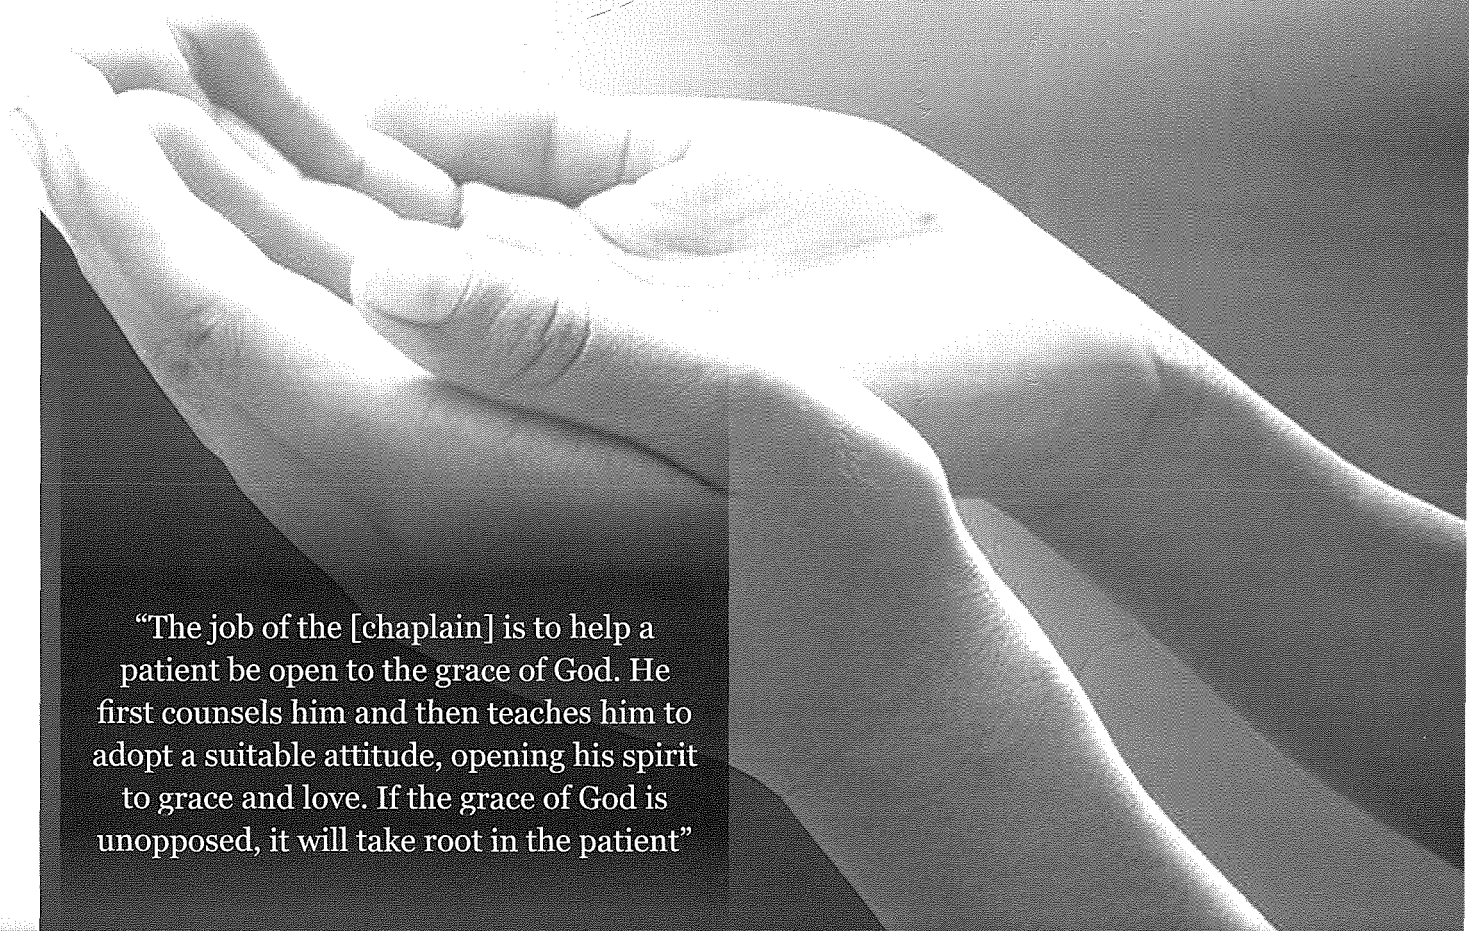 “The job of the [chaplain] is to help a
patient be open to the grace of God. He
first counsels him and then teaches him to
adopt a suitable attitude, opening his spirit
to grace and love. If the grace of God is
unopposed, it will take root in the patient”